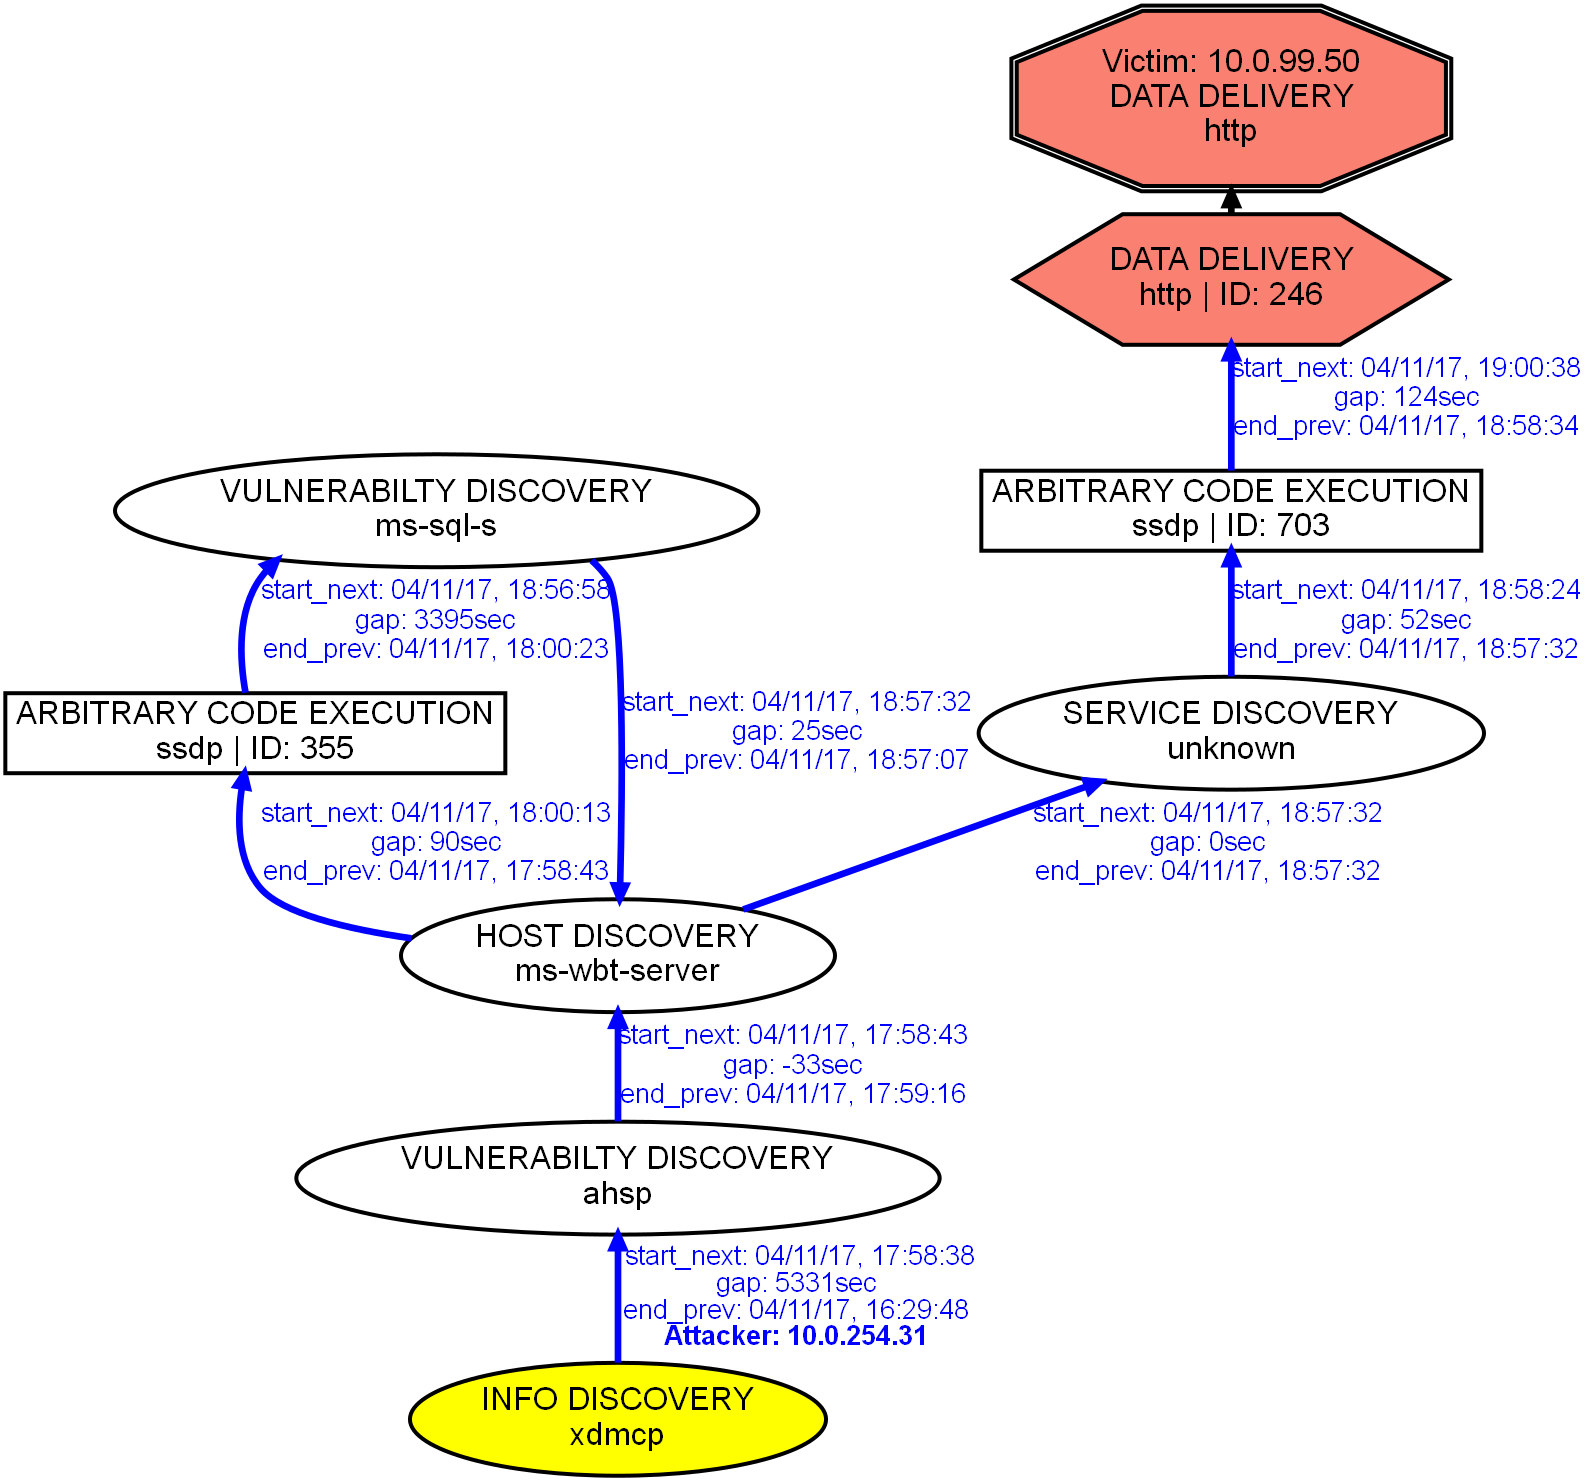 Victim: 10.0.99.50
DATA DELIVERY
http
DATA DELIVERY
http | ID: 246
start_next: 04/11/17, 19:00:38
gap: 124sec
end_prev: 04/11/17, 18:58:34
VULNERABILTY DISCOVERY
ms-sql-s
ARBITRARY CODE EXECUTION
ssdp | ID: 703
start_next: 04/11/17, 18:56:58
gap: 3395sec
end_prev: 04/11/17, 18:00:23
start_next: 04/11/17, 18:58:24
gap: 52sec
end_prev: 04/11/17, 18:57:32
ARBITRARY CODE EXECUTION
ssdp | ID: 355
start_next: 04/11/17, 18:57:32
gap: 25sec
end_prev: 04/11/17, 18:57:07
SERVICE DISCOVERY
unknown
start_next: 04/11/17, 18:00:13
gap: 90sec
end_prev: 04/11/17, 17:58:43
start_next: 04/11/17, 18:57:32
gap: 0sec
end_prev: 04/11/17, 18:57:32
HOST DISCOVERY
ms-wbt-server
start_next: 04/11/17, 17:58:43
gap: -33sec
end_prev: 04/11/17, 17:59:16
VULNERABILTY DISCOVERY
ahsp
start_next: 04/11/17, 17:58:38
gap: 5331sec
end_prev: 04/11/17, 16:29:48
Attacker: 10.0.254.31
INFO DISCOVERY
xdmcp